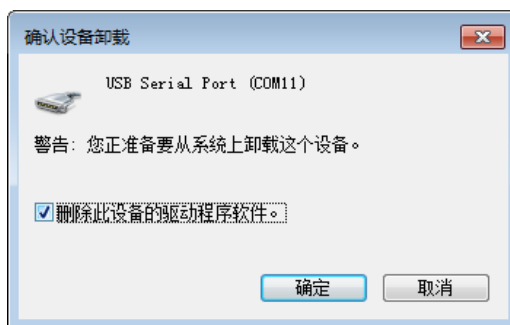 确认设备卸载
USB Serial Port (COM11)
警告: 您正准备要从系统上卸载这个设备。
删除此设备的驱动程序软件。
确定
取消